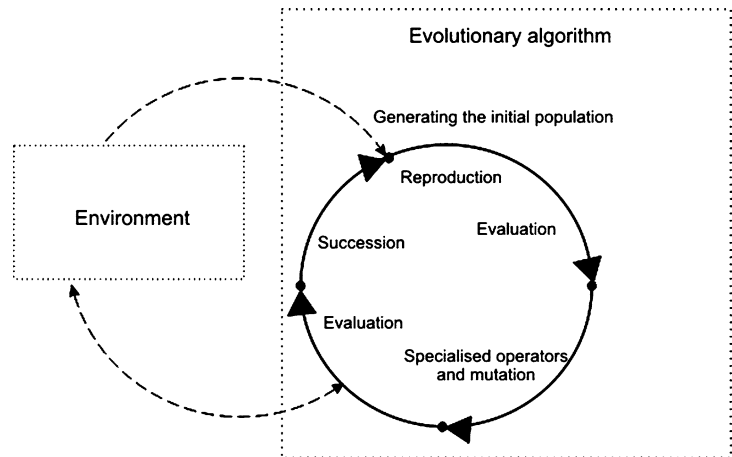 Evolutionary algorithm
Generating the initial population
Reproduction
Environment
Evaluation
Succession
Evaluation
Specialised operators
and mutation